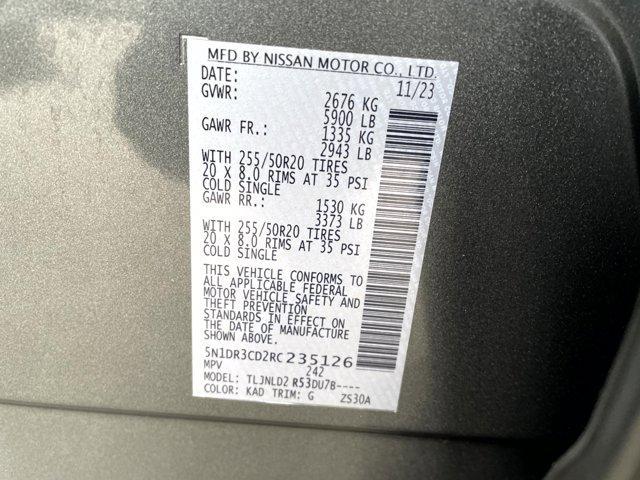 MFD BY NISSAN MOTOR CO., LTD.
DATE: 11/23
GVWR: 2676 KG
5900 LB
GAWR FR.: 1335 KG
2943 LB
WITH 255/50R20 TIRES
20 X 8.0 RIMS AT 35 PSI
COLD SINGLE
GAWR RR.: 1530 KG
3373 LB
WITH 255/50R20 TIRES
20 X 8.0 RIMS AT 35 PSI
COLD SINGLE
THIS VEHICLE CONFORMS TO
ALL APPLICABLE FEDERAL
MOTOR VEHICLE SAFETY AND
THEFT PREVENTION
STANDARDS IN EFFECT ON
THE DATE OF MANUFACTURE
SHOWN ABOVE.
5N1DR3CD2RC235126
MPV 242
MODEL: TLJNLD2 R53DU7B----
COLOR: KAD TRIM: G ZS30A